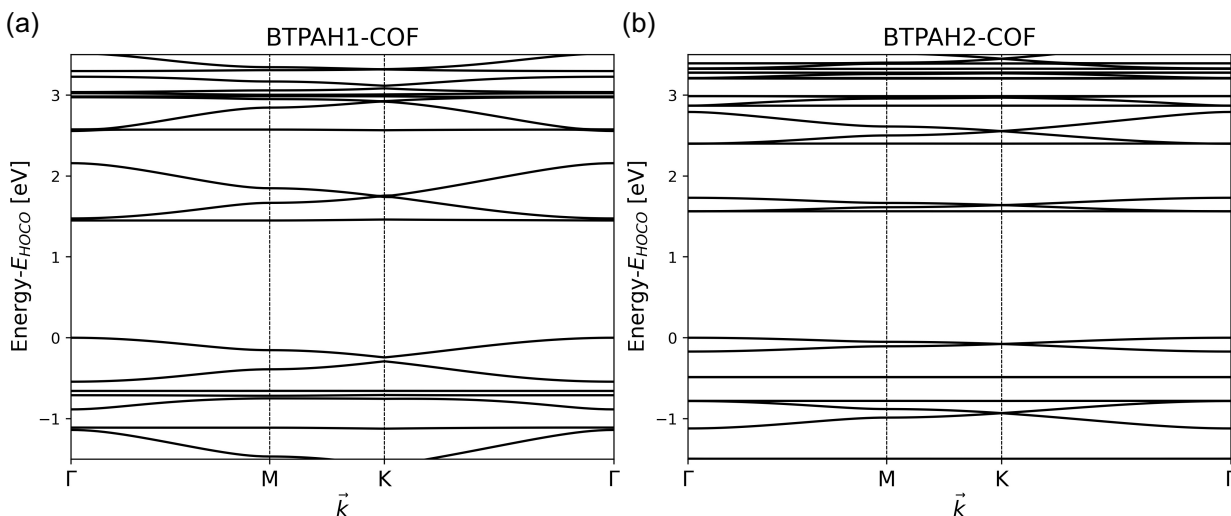 (a)
BTPAH1-COF
Energy-E_HOCO [eV]
3
2
1
0
−1
Γ
M
K
Γ
k⃗
(b)
BTPAH2-COF
Energy-E_HOCO [eV]
3
2
1
0
−1
Γ
M
K
Γ
k⃗